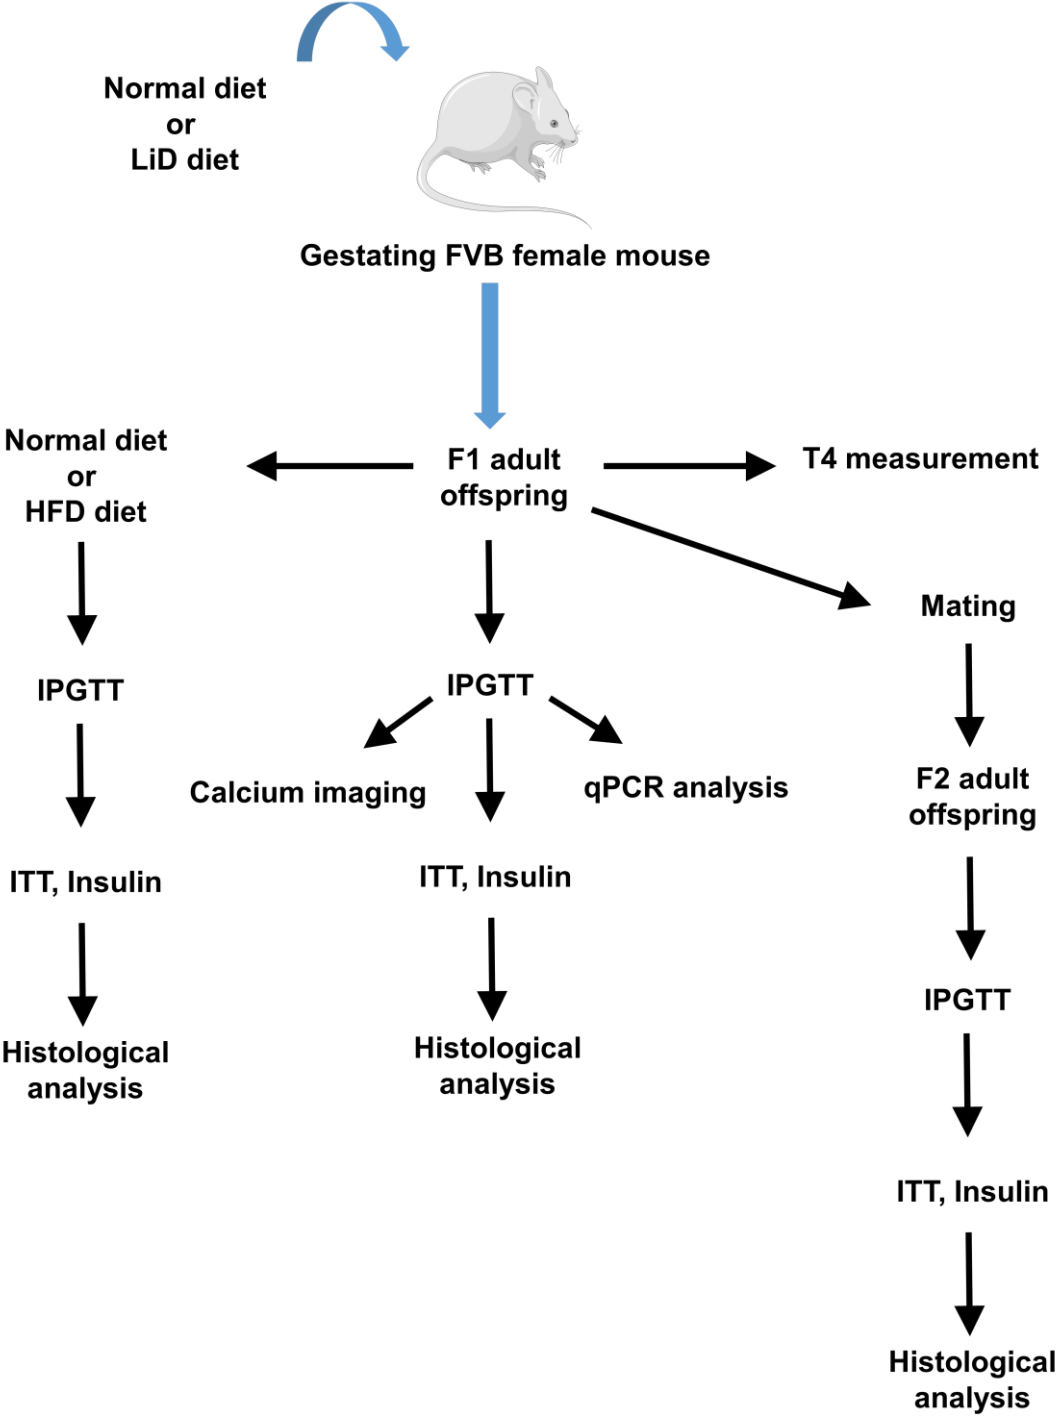 Normal diet
or
LiD diet
Gestating FVB female mouse
Normal diet
or
HFD diet
F1 adult
offspring
T4 measurement
Mating
IPGTT
IPGTT
Calcium imaging
qPCR analysis
F2 adult
offspring
ITT, Insulin
ITT, Insulin
IPGTT
Histological
analysis
Histological
analysis
ITT, Insulin
Histological
analysis